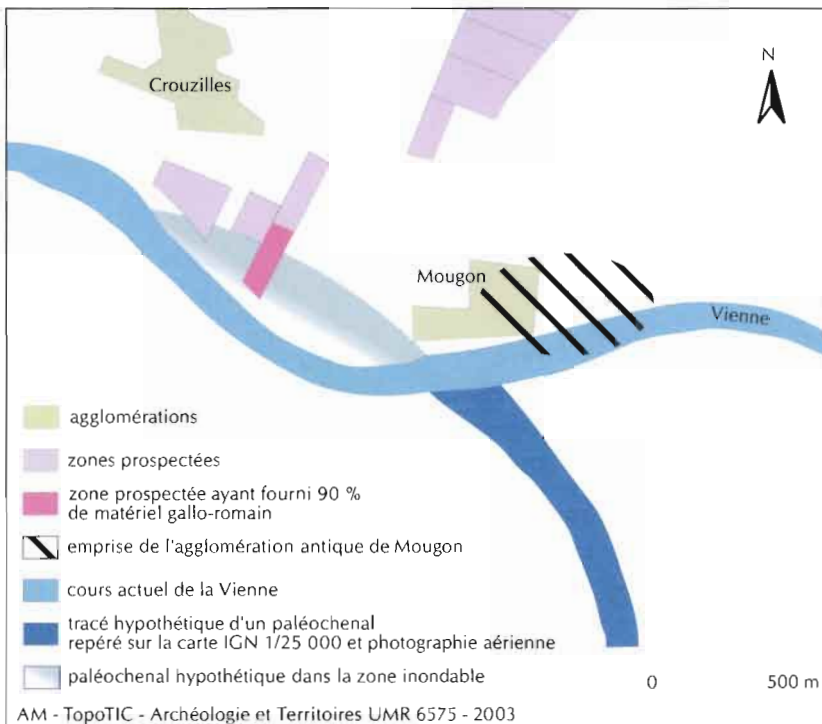 Crouzilles
N
Mougon
Vienne
agglomérations
zones prospectées
zone prospectée ayant fourni 90 %
de matériel gallo-romain
emprise de l'agglomération antique de Mougon
cours actuel de la Vienne
tracé hypothétique d'un paléochenal
repéré sur la carte IGN 1/25 000 et photographie aérienne
paléochenal hypothétique dans la zone inondable
0 500 m
AM - TopoTIC - Archéologie et Territoires UMR 6575 - 2003